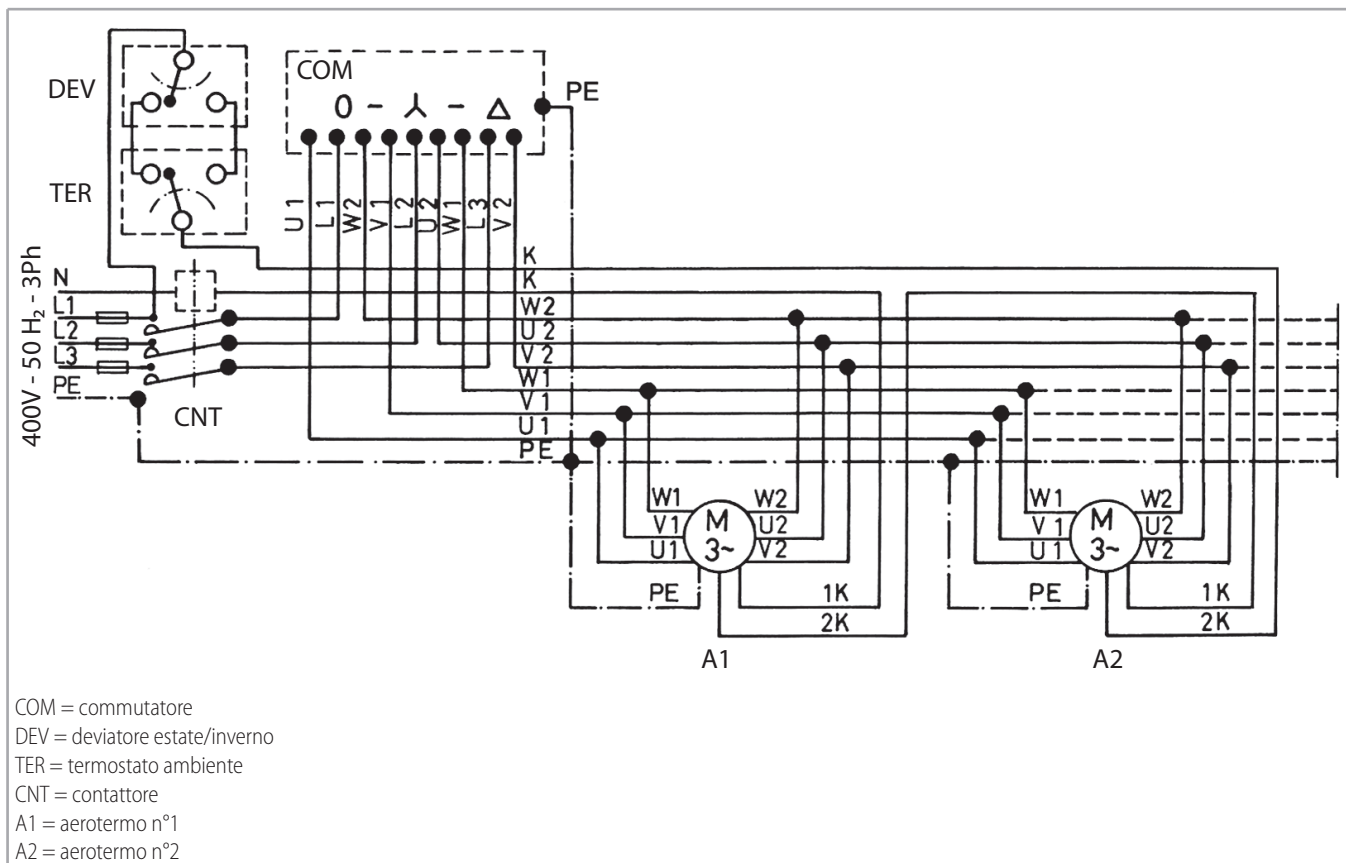 DEV
TER
COM
0 - ⅄ - Δ
PE
U1 L1 W2 V1 L2 U2 W1 L3 V2
400V - 50 H₂ - 3Ph
N
L1
L2
L3
PE
CNT
K
K
W2
U2
V2
W1
V1
U1
PE
W1
V1
U1
M
3~
W2
U2
V2
PE
1K
2K
A1
W1
V1
U1
M
3~
W2
U2
V2
PE
1K
2K
A2
COM = commutatore
DEV = deviatore estate/inverno
TER = termostato ambiente
CNT = contattore
A1 = aerotermo n°1
A2 = aerotermo n°2